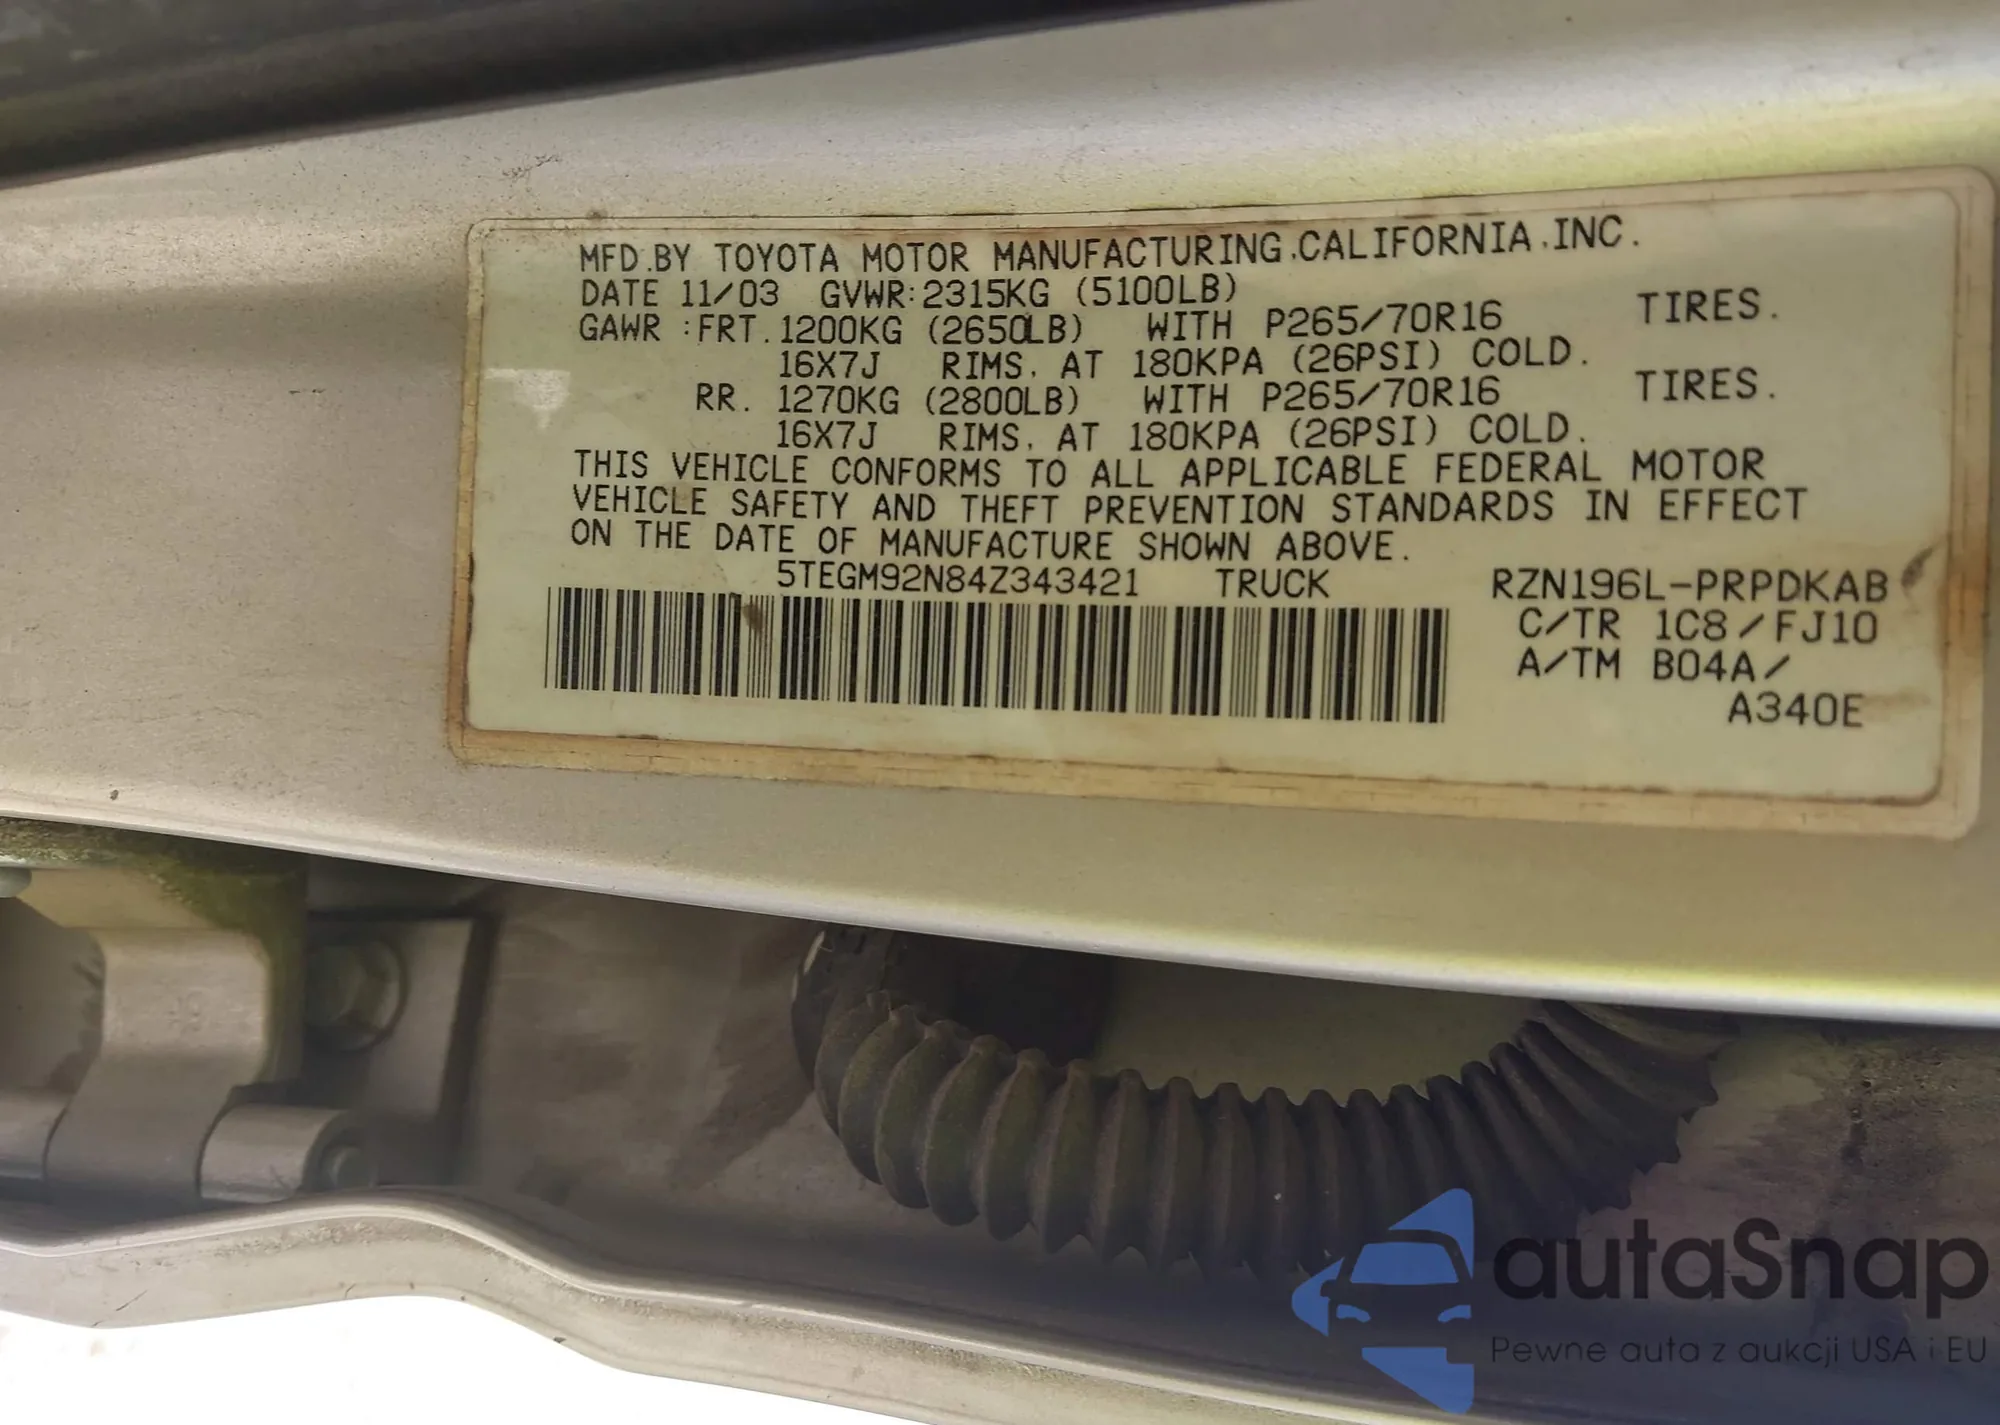 MFD.BY TOYOTA MOTOR MANUFACTURING.CALIFORNIA.INC.
DATE 11/03 GVWR:2315KG (5100LB)
GAWR :FRT.1200KG (2650LB) WITH P265/70R16 TIRES.
16X7J RIMS. AT 180KPA (26PSI) COLD.
RR. 1270KG (2800LB) WITH P265/70R16 TIRES.
16X7J RIMS. AT 180KPA (26PSI) COLD.
THIS VEHICLE CONFORMS TO ALL APPLICABLE FEDERAL MOTOR
VEHICLE SAFETY AND THEFT PREVENTION STANDARDS IN EFFECT
ON THE DATE OF MANUFACTURE SHOWN ABOVE.
5TEGM92N84Z343421 TRUCK RZN196L-PRPDKAB
C/TR 1C8/FJ10
A/TM B04A/
A340E
autaSnap
Pewne auta z aukcji USA i EU